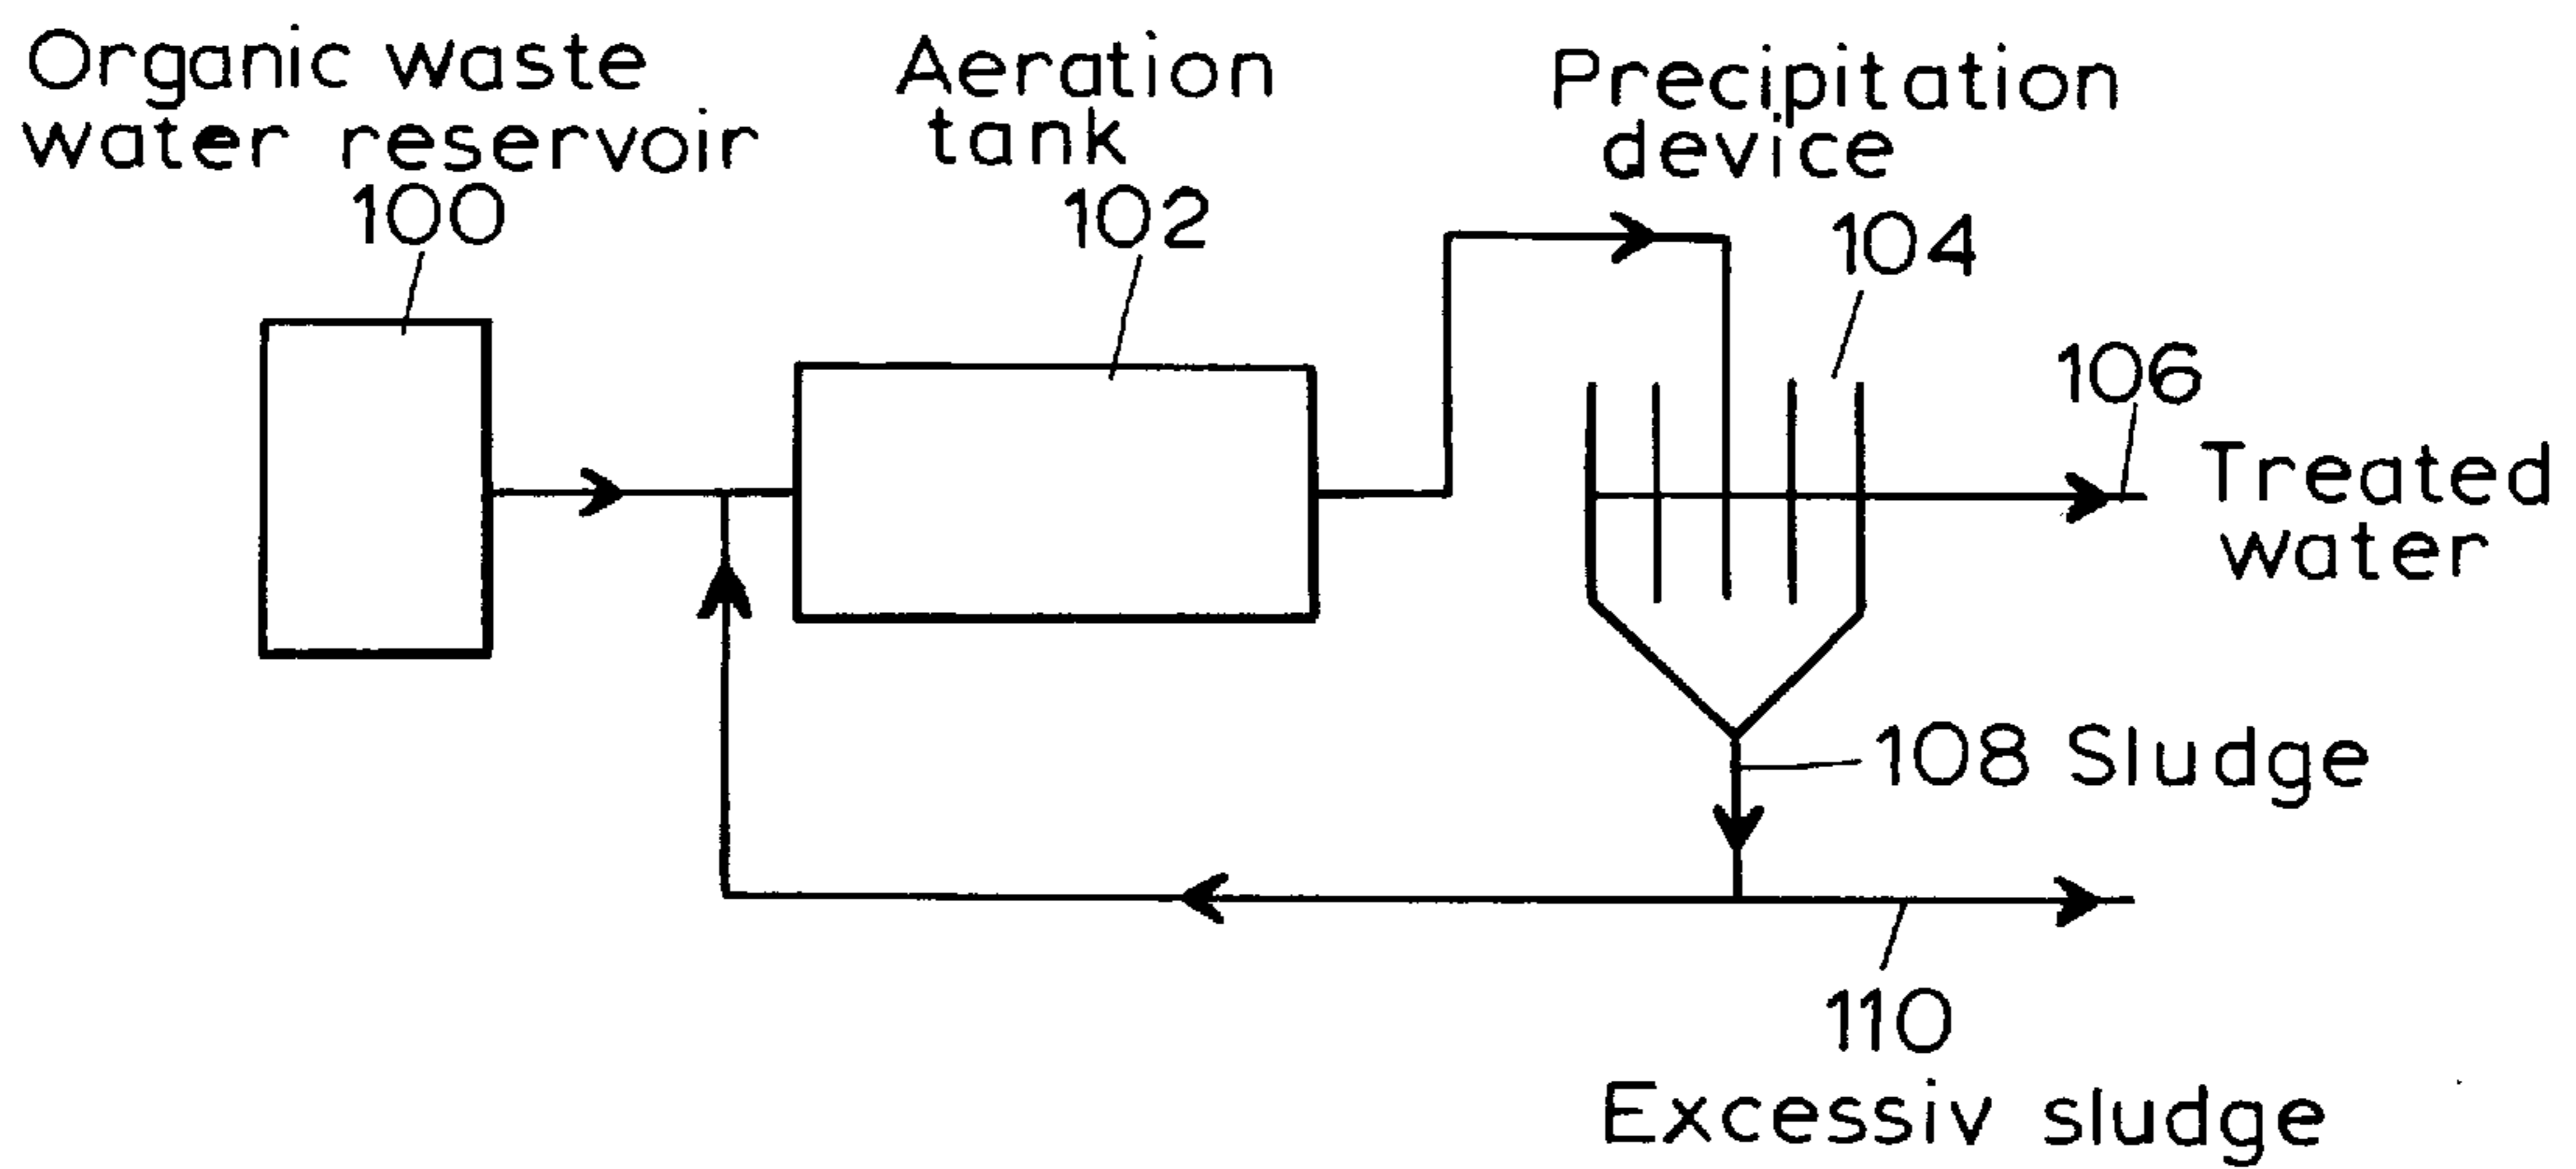 Organic waste
water reservoir
100
Aeration
tank
102
Precipitation
device
104
106
Treated
water
108 Sludge
110
Excessiv sludge